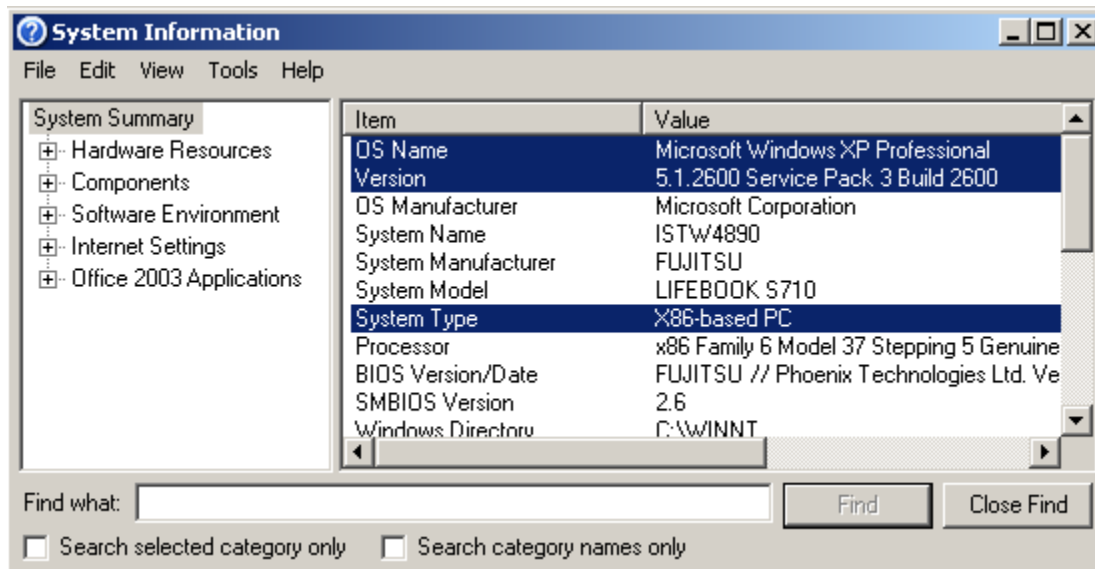 System Information
File Edit View Tools Help
System Summary
Hardware Resources
Components
Software Environment
Internet Settings
Office 2003 Applications
Item Value
OS Name Microsoft Windows XP Professional
Version 5.1.2600 Service Pack 3 Build 2600
OS Manufacturer Microsoft Corporation
System Name ISTW4890
System Manufacturer FUJITSU
System Model LIFEBOOK S710
System Type X86-based PC
Processor x86 Family 6 Model 37 Stepping 5 Genuine
BIOS Version/Date FUJITSU // Phoenix Technologies Ltd. Ve
SMBIOS Version 2.6
Windows Directory C:\WINNT
Find what: Find Close Find
Search selected category only Search category names only